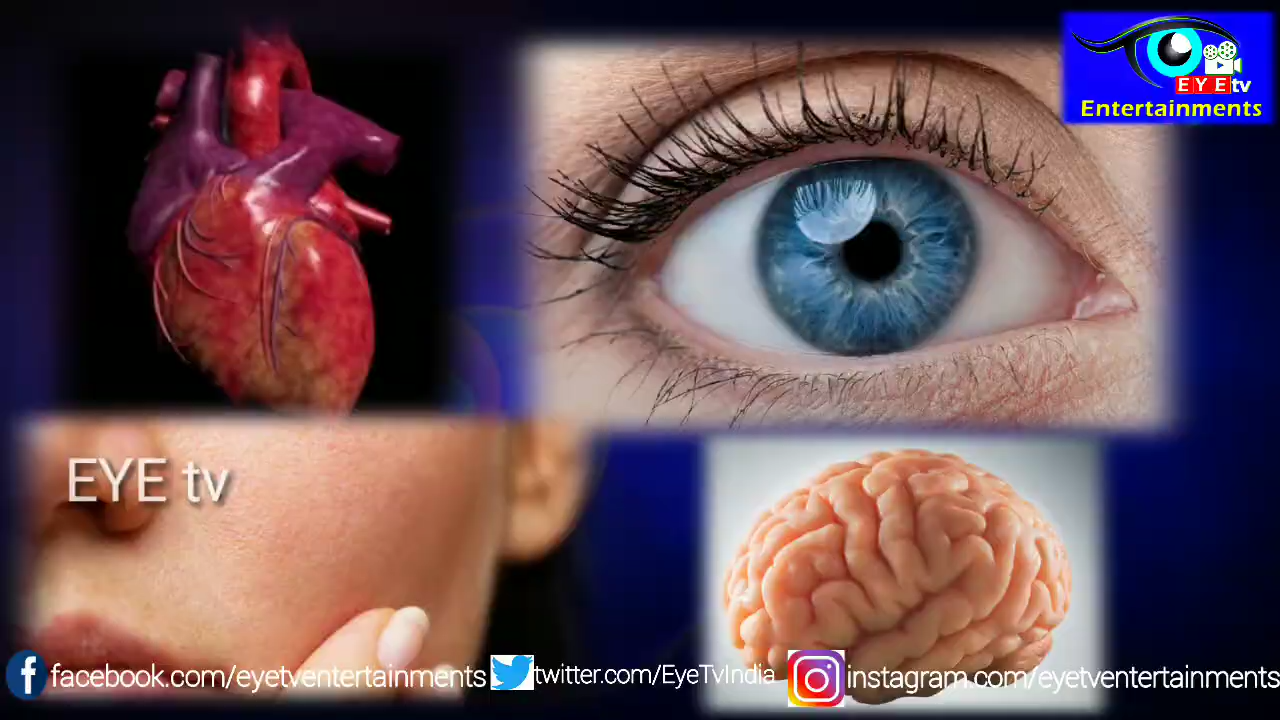 EYE tv
Entertainments
EYE tv
facebook.com/eyetventertainments
twitter.com/EyeTvIndia
instagram.com/eyetventertainments